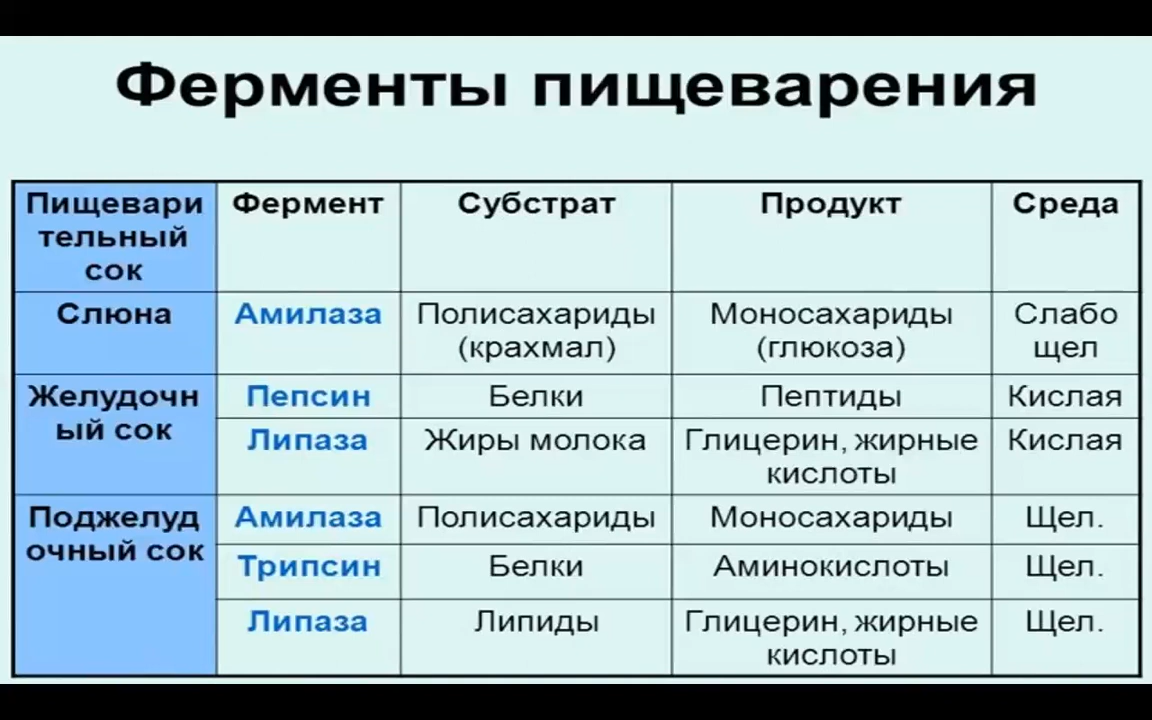 Ферменты пищеварения
Пищевари
тельный
сок
Фермент
Субстрат
Продукт
Среда
Слюна
Амилаза
Полисахариды
(крахмал)
Моносахариды
(глюкоза)
Слабо
щел
Желудочн
ый сок
Пепсин
Белки
Пептиды
Кислая
Липаза
Жиры молока
Глицерин, жирные
кислоты
Кислая
Поджелуд
очный сок
Амилаза
Полисахариды
Моносахариды
Щел.
Трипсин
Белки
Аминокислоты
Щел.
Липаза
Липиды
Глицерин, жирные
кислоты
Щел.